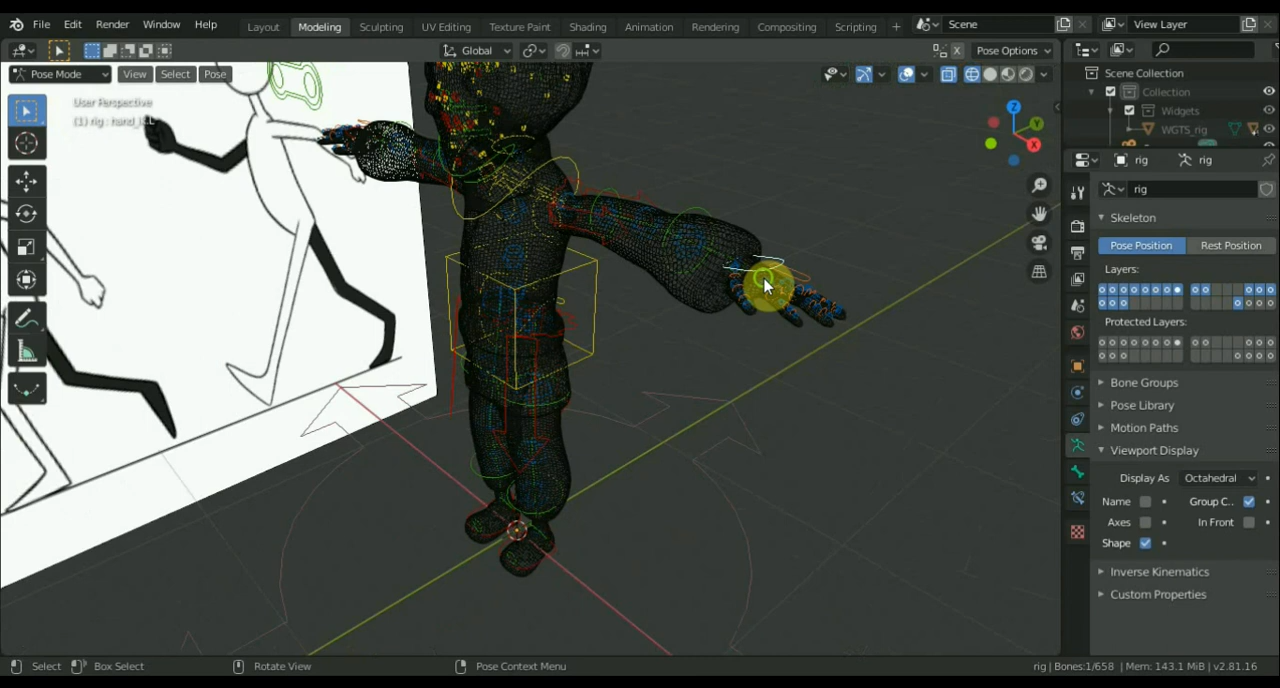 File Edit Render Window Help
Layout Modeling Sculpting UV Editing Texture Paint Shading Animation Rendering Compositing Scripting + Scene View Layer
Global Pose Options
Pose Mode View Select Pose
Scene Collection
Collection
Widgets
WGTS_rig
User Perspective
Z
Y
X
rig rig
rig
Skeleton
Pose Position Rest Position
Layers:
Protected Layers:
Bone Groups
Pose Library
Motion Paths
Viewport Display
Display As Octahedral
Name Group C..
Axes In Front
Shape
Inverse Kinematics
Custom Properties
Select Box Select Rotate View Pose Context Menu rig | Bones:1/658 | Mem: 143.1 MiB | v2.81.16